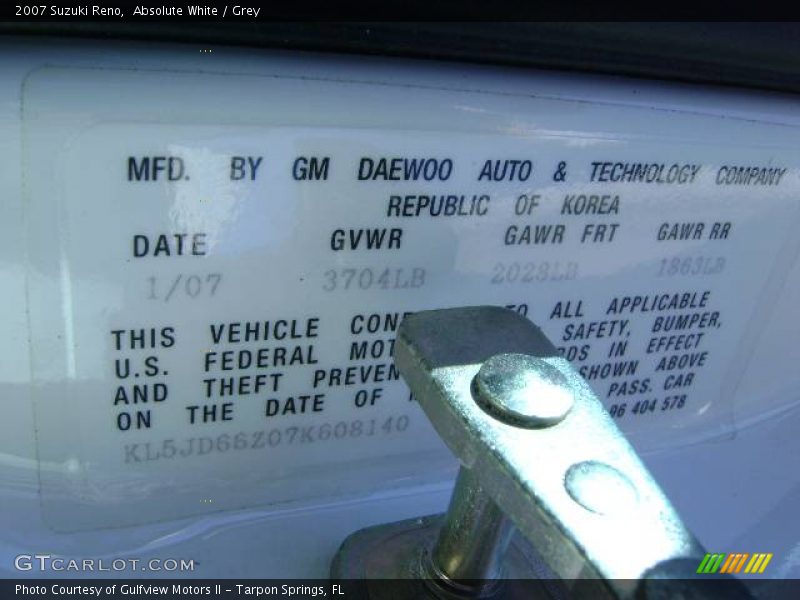 2007 Suzuki Reno, Absolute White / Grey
MFD. BY GM DAEWOO AUTO & TECHNOLOGY COMPANY
REPUBLIC OF KOREA
DATE GVWR GAWR FRT GAWR RR
1/07 3704LB 2028LB 1863LB
THIS VEHICLE CONF TO ALL APPLICABLE
U.S. FEDERAL MOT SAFETY, BUMPER,
AND THEFT PREVEN DS IN EFFECT
ON THE DATE OF SHOWN ABOVE
PASS. CAR
KL5JD66Z07K608140 96 404 578
GTCARLOT.COM
Photo Courtesy of Gulfview Motors II - Tarpon Springs, FL